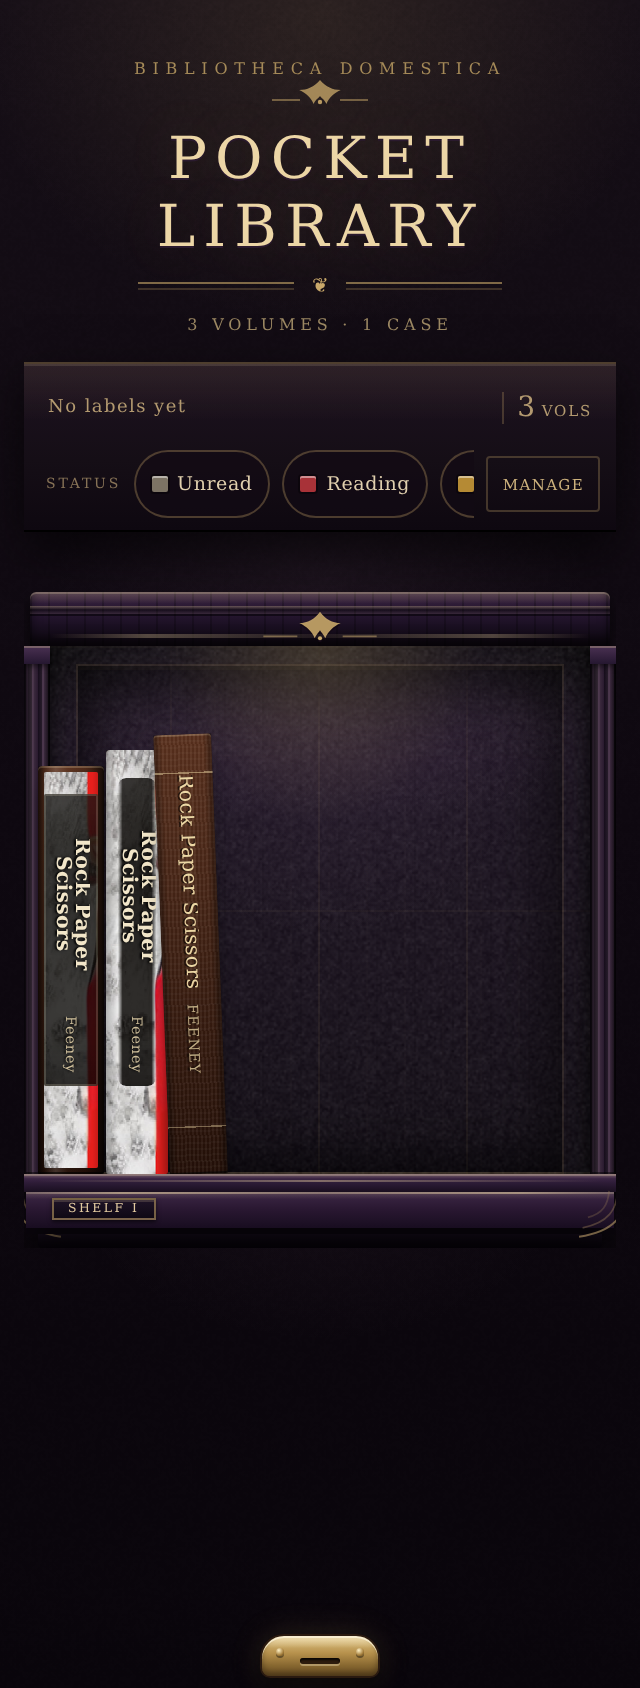 BIBLIOTHECA DOMESTICA
POCKET
LIBRARY
3 VOLUMES · 1 CASE
No labels yet
3 VOLS
STATUS
Unread
Reading
MANAGE
Rock Paper
Scissors
Feeney
Rock Paper
Scissors
Feeney
Rock Paper Scissors
FEENEY
SHELF I